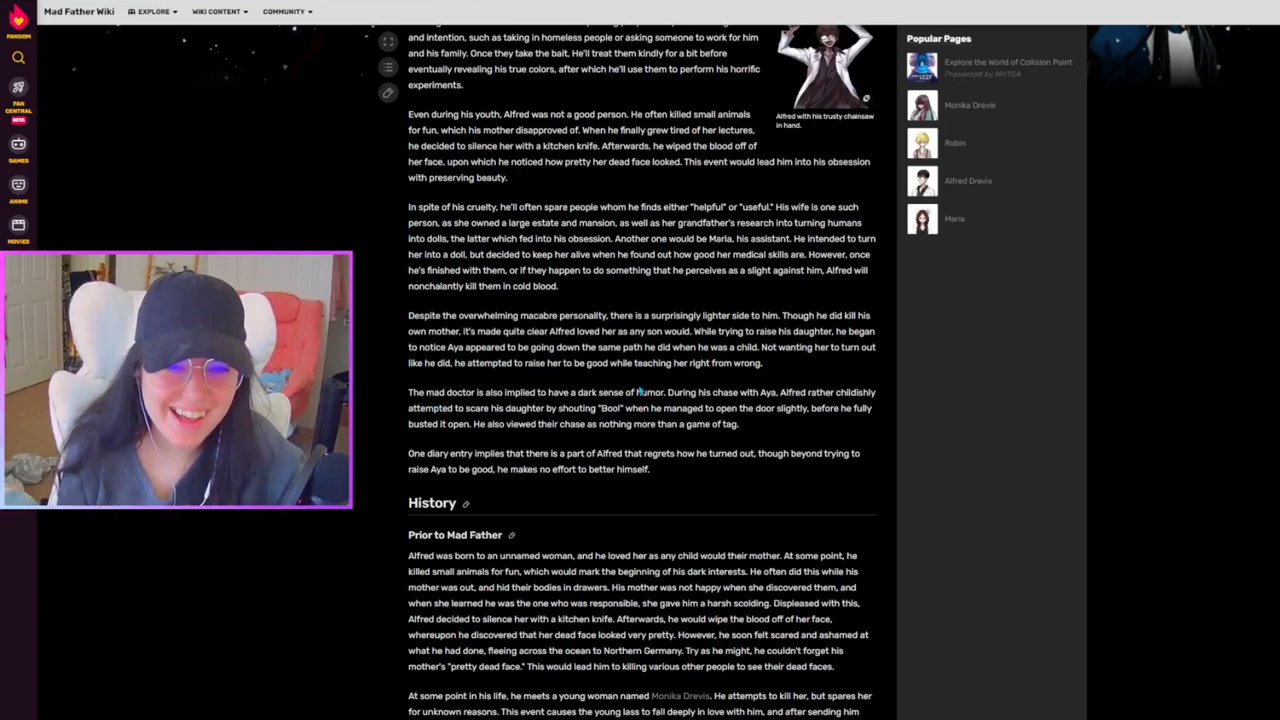 Mad Father Wiki
EXPLORE
WIKI CONTENT
COMMUNITY
FANDOM
FAN
CENTRAL
BETA
GAMES
ANIME
MOVIES
and intention, such as taking in homeless people or asking someone to work for him
and his family. Once they take the bait. He'll treat them kindly for a bit before
eventually revealing his true colors, after which he'll use them to perform his horrific
experiments.
Alfred with his trusty chainsaw
in hand.
Even during his youth, Alfred was not a good person. He often killed small animals
for fun, which his mother disapproved of. When he finally grew tired of her lectures,
he decided to silence her with a kitchen knife. Afterwards, he wiped the blood off of
her face, upon which he noticed how pretty her dead face looked. This event would lead him into his obsession
with preserving beauty.
In spite of his cruelty, he'll often spare people whom he finds either "helpful" or "useful." His wife is one such
person, as she owned a large estate and mansion, as well as her grandfather's research into turning humans
into dolls, the latter which fed into his obsession. Another one would be Maria, his assistant. He intended to turn
her into a doll, but decided to keep her alive when he found out how good her medical skills are. However, once
he's finished with them, or if they happen to do something that he perceives as a slight against him, Alfred will
nonchalantly kill them in cold blood.
Despite the overwhelming macabre personality, there is a surprisingly lighter side to him. Though he did kill his
own mother, it's made quite clear Alfred loved her as any son would. While trying to raise his daughter, he began
to notice Aya appeared to be going down the same path he did when he was a child. Not wanting her to turn out
like he did, he attempted to raise her to be good while teaching her right from wrong.
The mad doctor is also implied to have a dark sense of humor. During his chase with Aya, Alfred rather childishly
attempted to scare his daughter by shouting "Boo!" when he managed to open the door slightly, before he fully
busted it open. He also viewed their chase as nothing more than a game of tag.
One diary entry implies that there is a part of Alfred that regrets how he turned out, though beyond trying to
raise Aya to be good, he makes no effort to better himself.
History
Prior to Mad Father
Alfred was born to an unnamed woman, and he loved her as any child would their mother. At some point, he
killed small animals for fun, which would mark the beginning of his dark interests. He often did this while his
mother was out, and hid their bodies in drawers. His mother was not happy when she discovered them, and
when she learned he was the one who was responsible, she gave him a harsh scolding. Displeased with this,
Alfred decided to silence her with a kitchen knife. Afterwards, he would wipe the blood off of her face,
whereupon he discovered that her dead face looked very pretty. However, he soon felt scared and ashamed at
what he had done, fleeing across the ocean to Northern Germany. Try as he might, he couldn't forget his
mother's "pretty dead face." This would lead him to killing various other people to see their dead faces.
At some point in his life, he meets a young woman named Monika Drevis. He attempts to kill her, but spares her
for unknown reasons. This event causes the young lass to fall deeply in love with him, and after sending him
Popular Pages
Explore the World of Collision Point
Presented by NHTSA
Monika Drevis
Robin
Alfred Drevis
Maria